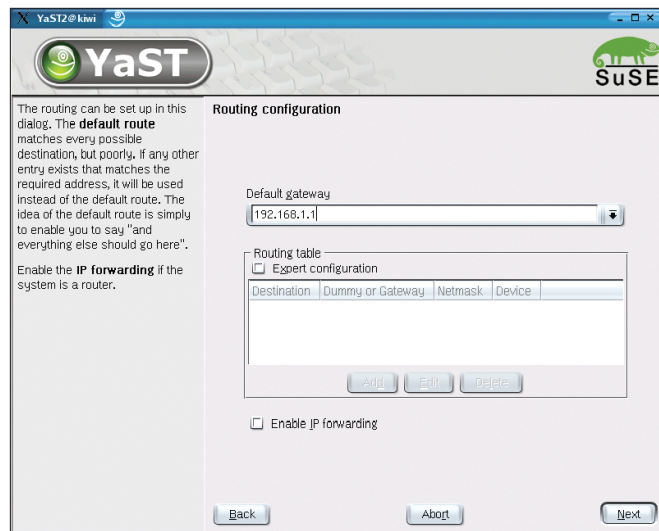 YaST2@kiwi
YaST
SuSE
The routing can be set up in this
dialog. The default route
matches every possible
destination, but poorly. If any other
entry exists that matches the
required address, it will be used
instead of the default route. The
idea of the default route is simply
to enable you to say "and
everything else should go here".
Enable the IP forwarding if the
system is a router.
Routing configuration
Default gateway
192.168.1.1
Routing table
Expert configuration
Destination Dummy or Gateway Netmask Device
Add Edit Delete
Enable IP forwarding
Back Abort Next